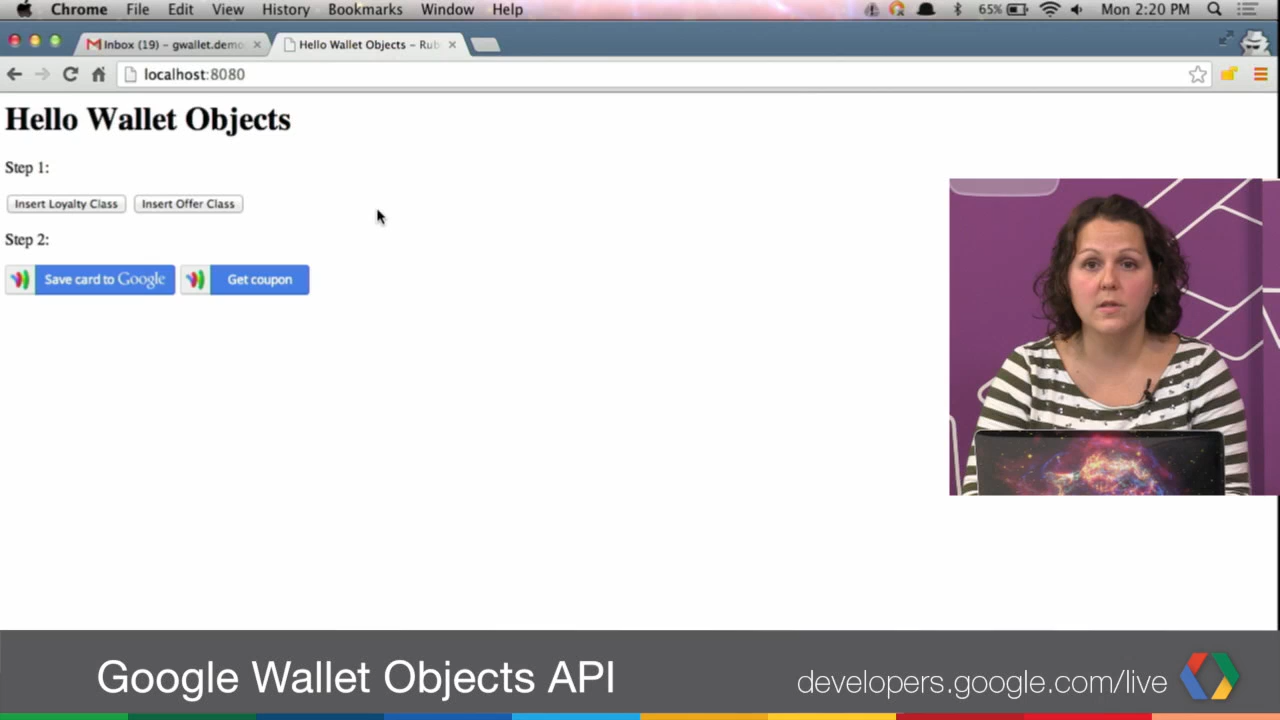 Chrome File Edit View History Bookmarks Window Help 65% Mon 2:20 PM
Inbox (19) – gwallet.demo Hello Wallet Objects – Rub
localhost:8080
Hello Wallet Objects
Step 1:
Insert Loyalty Class Insert Offer Class
Step 2:
Save card to Google Get coupon
Google Wallet Objects API developers.google.com/live